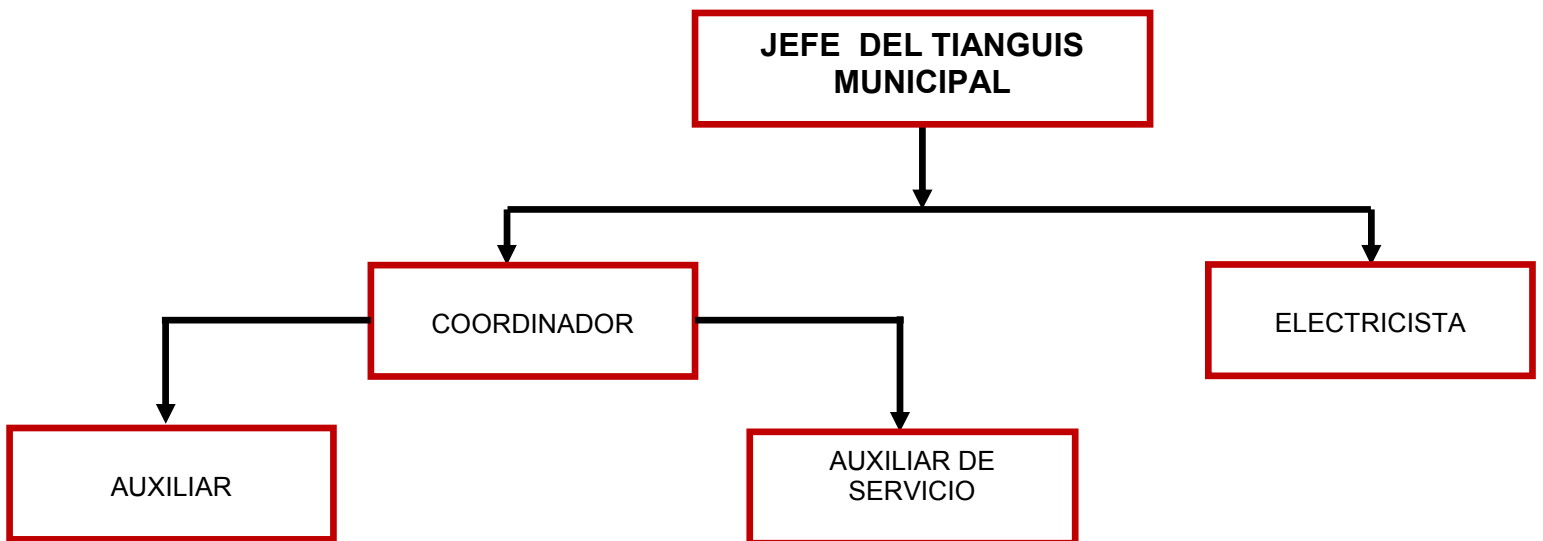 JEFE DEL TIANGUIS
MUNICIPAL
COORDINADOR
ELECTRICISTA
AUXILIAR
AUXILIAR DE
SERVICIO